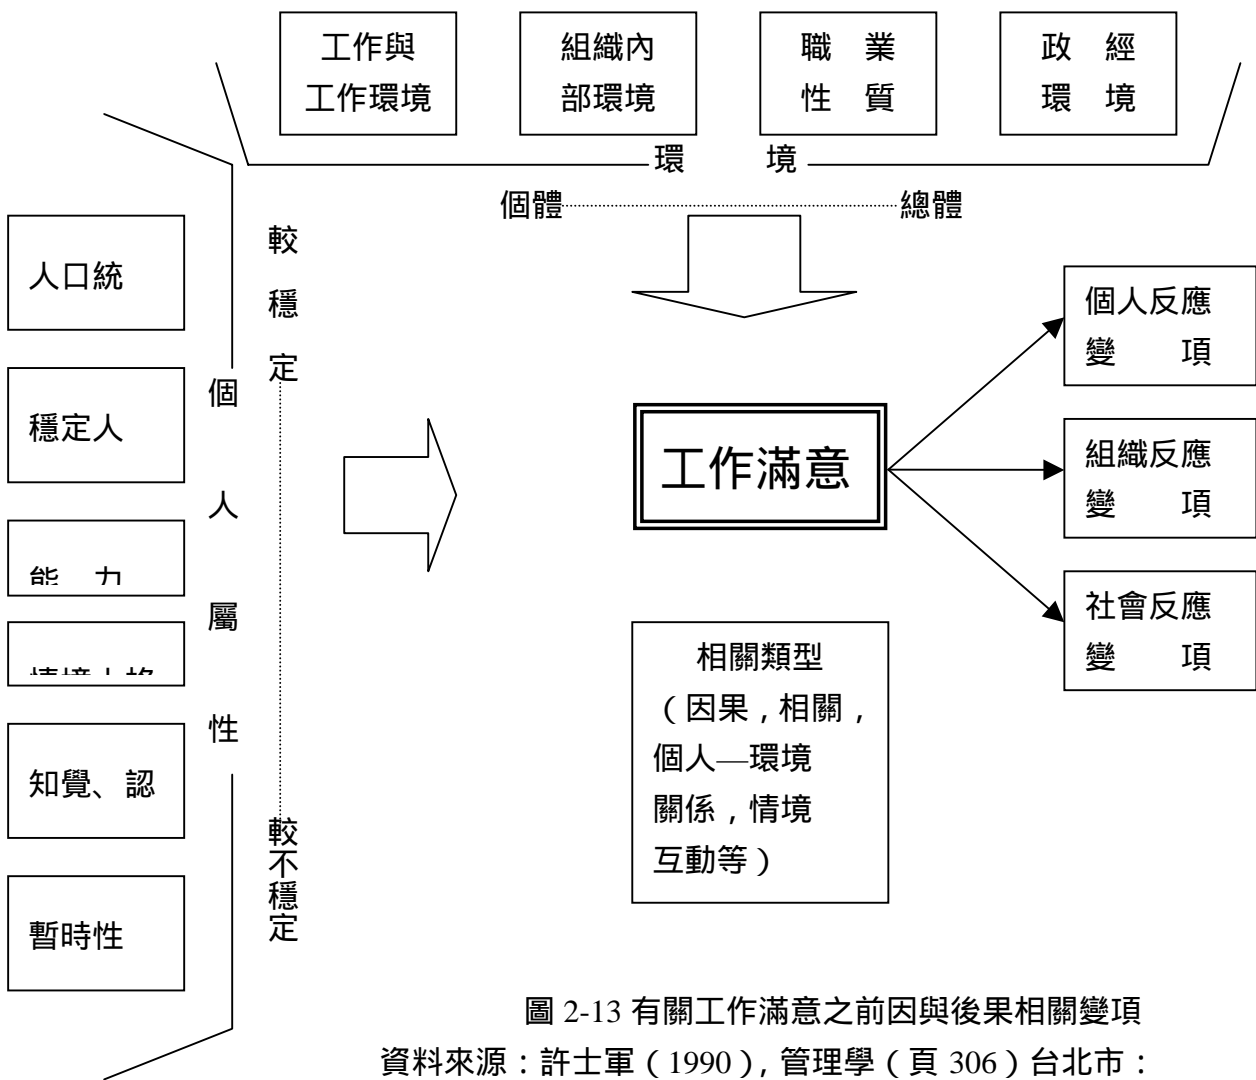 工作與
工作環境
組織內
部環境
職 業
性 質
政 經
環 境
環 境
個體 總體
人口統
穩定人
能 力
知覺、認
暫時性
個人屬性
較穩定
較不穩定
工作滿意
個人反應
變 項
組織反應
變 項
社會反應
變 項
相關類型
（因果，相關，
個人—環境
關係，情境
互動等）
圖 2-13 有關工作滿意之前因與後果相關變項
資料來源：許士軍（1990），管理學（頁 306）台北市：